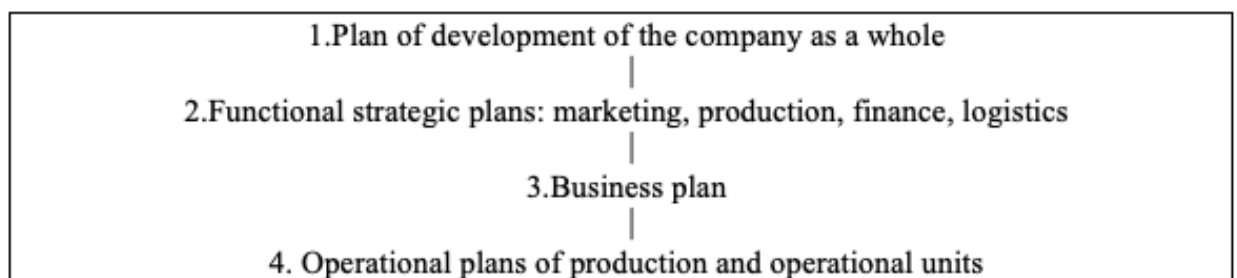 1.Plan of development of the company as a whole
2.Functional strategic plans: marketing, production, finance, logistics
3.Business plan
4. Operational plans of production and operational units